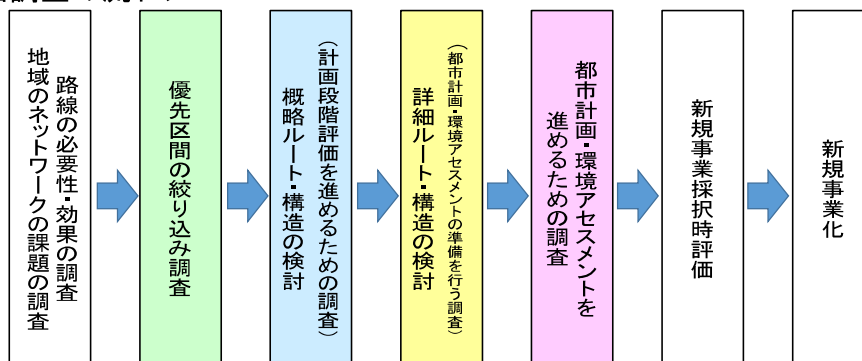 路線の必要性・効果の調査
地域のネットワークの課題の調査
優先区間の絞り込み調査
（計画段階評価を進めるための調査）
概略ルート・構造の検討
（都市計画・環境アセスメントの準備を行う調査）
詳細ルート・構造の検討
都市計画・環境アセスメントを
進めるための調査
新規事業採択時評価
新規事業化